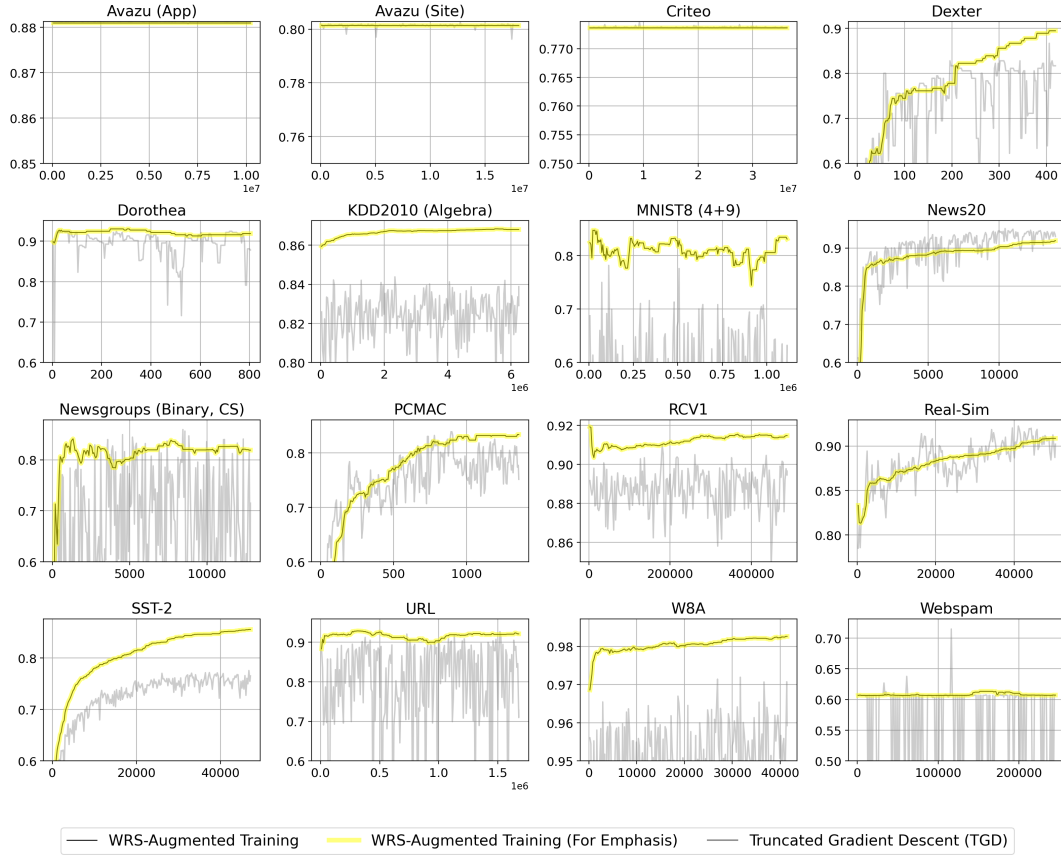 Avazu (App) Avazu (Site) Criteo Dexter
0.88 0.80 0.770 0.9
0.87 0.78 0.765 0.8
0.86 0.76 0.760 0.7
0.85 0.755 0.6
0.750
0.00 0.25 0.50 0.75 1.00 0.0 0.5 1.0 1.5 0 1 2 3 0 100 200 300 400
1e7 1e7 1e7
Dorothea KDD2010 (Algebra) MNIST8 (4+9) News20
0.9 0.86 0.8 0.9
0.8 0.84 0.7 0.8
0.7 0.82 0.6 0.7
0.6 0.80 0.6
0 200 400 600 800 0 2 4 6 0.00 0.25 0.50 0.75 1.00 0 5000 10000
1e6 1e6
Newsgroups (Binary, CS) PCMAC RCV1 Real-Sim
0.8 0.8 0.92 0.90
0.7 0.7 0.90 0.85
0.6 0.6 0.88 0.80
0.86
0 5000 10000 0 500 1000 0 200000 400000 0 20000 40000
SST-2 URL W8A Webspam
0.8 0.9 0.98 0.70
0.7 0.8 0.97 0.65
0.6 0.7 0.96 0.60
0.6 0.95 0.55
0.50
0 20000 40000 0.0 0.5 1.0 1.5 0 10000 20000 30000 40000 0 100000 200000
1e6
WRS-Augmented Training WRS-Augmented Training (For Emphasis) Truncated Gradient Descent (TGD)